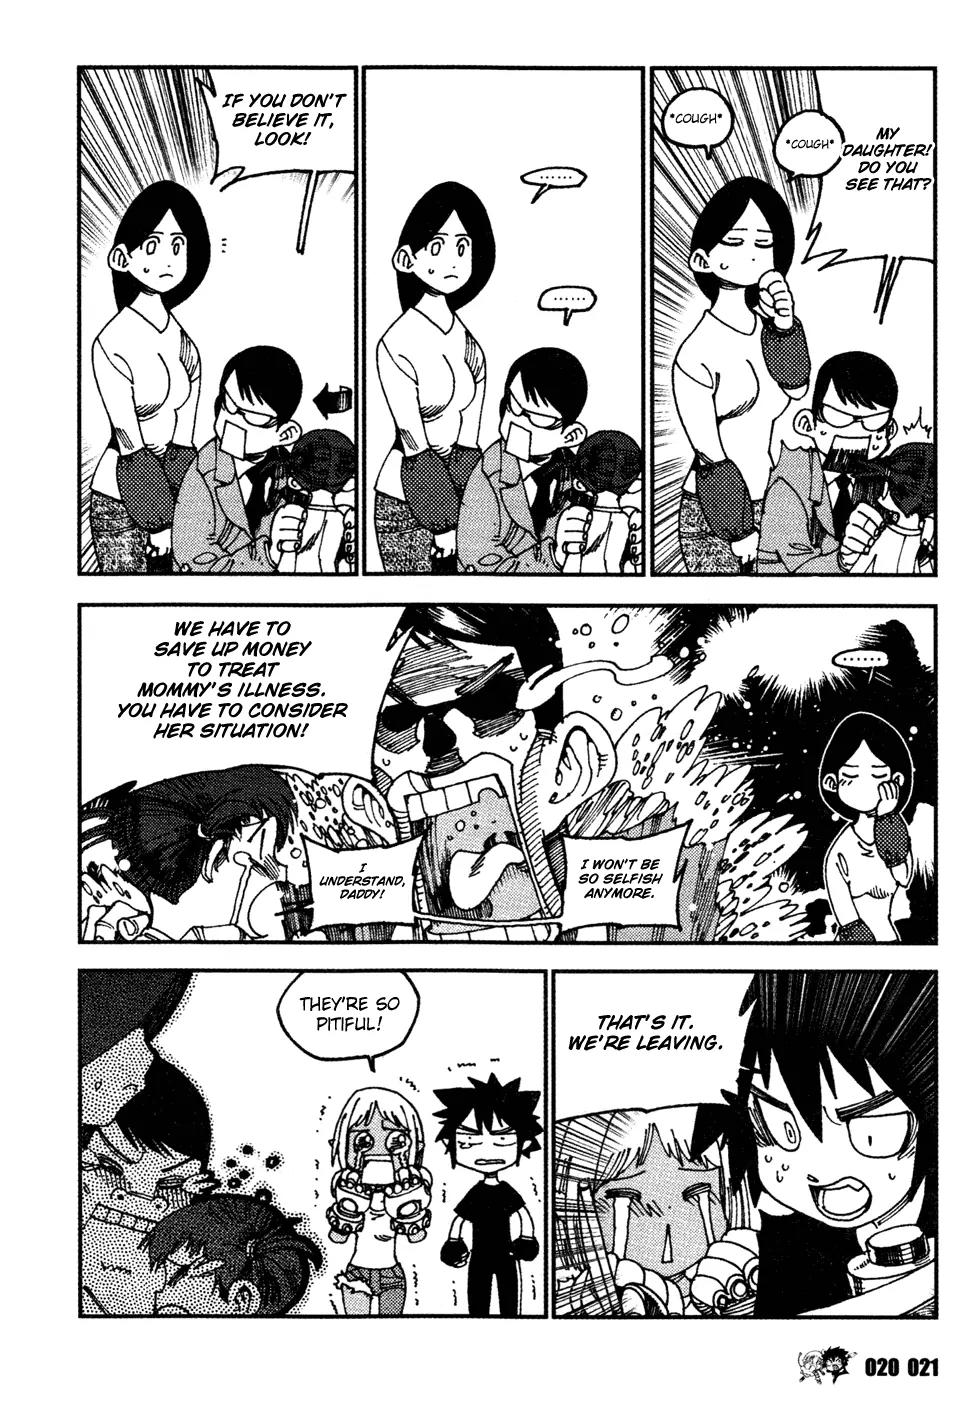 IF YOU DON'T
BELIEVE IT,
LOOK!
...
......
......
*COUGH*
*COUGH*
MY
DAUGHTER!
DO YOU
SEE THAT?
WE HAVE TO
SAVE UP MONEY
TO TREAT
MOMMY'S ILLNESS.
YOU HAVE TO CONSIDER
HER SITUATION!
I
UNDERSTAND,
DADDY!
I WON'T BE
SO SELFISH
ANYMORE.
......
THEY'RE SO
PITIFUL!
THAT'S IT.
WE'RE LEAVING.
020 021